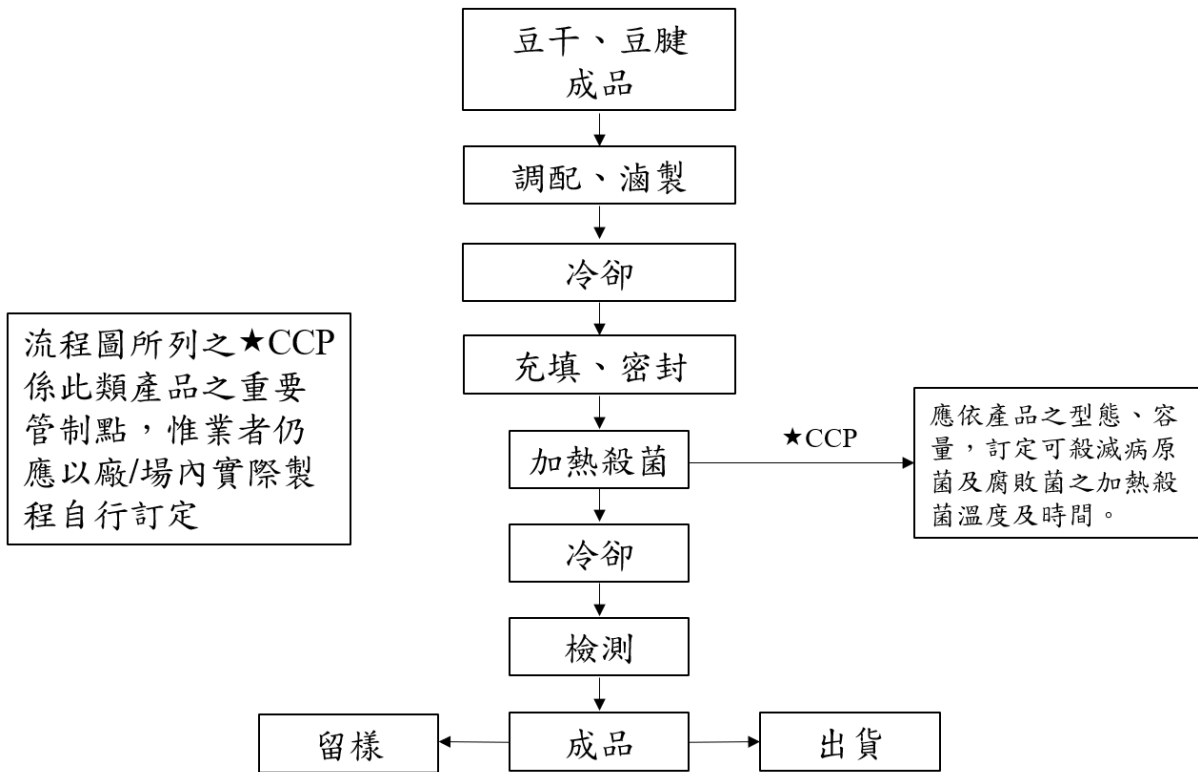 豆干、豆腱
成品
調配、滷製
冷卻
充填、密封
流程圖所列之★CCP
係此類產品之重要
管制點，惟業者仍
應以廠/場內實際製
程自行訂定
加熱殺菌
★CCP
應依產品之型態、容
量，訂定可殺滅病原
菌及腐敗菌之加熱殺
菌溫度及時間。
冷卻
檢測
留樣
成品
出貨